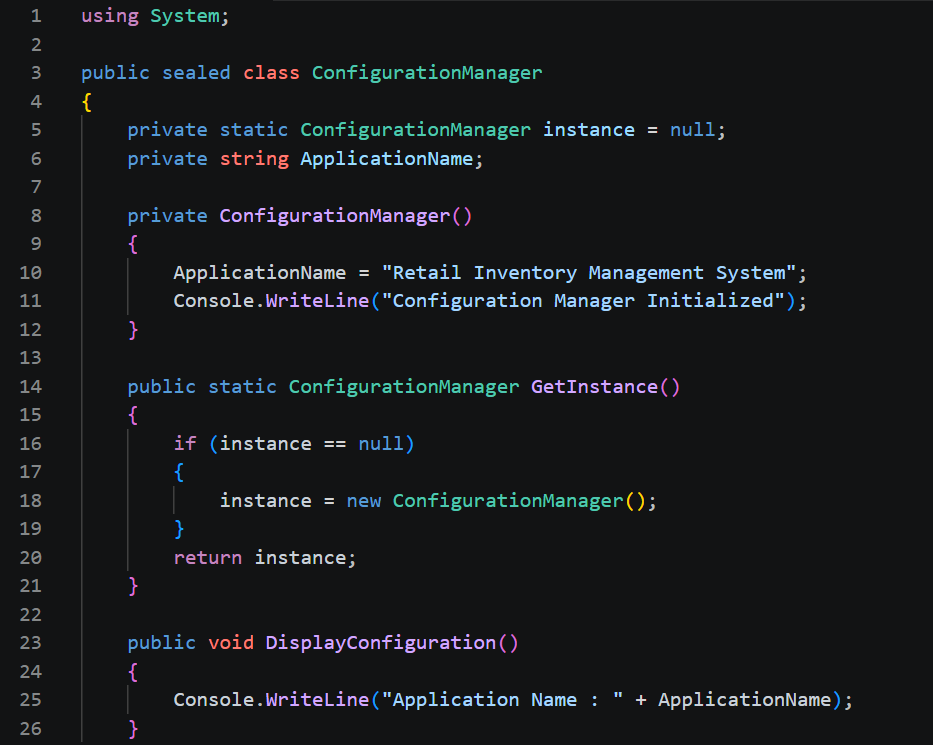 1 using System;
2
3 public sealed class ConfigurationManager
4 {
5     private static ConfigurationManager instance = null;
6     private string ApplicationName;
7
8     private ConfigurationManager()
9     {
10         ApplicationName = "Retail Inventory Management System";
11         Console.WriteLine("Configuration Manager Initialized");
12     }
13
14     public static ConfigurationManager GetInstance()
15     {
16         if (instance == null)
17         {
18             instance = new ConfigurationManager();
19         }
20         return instance;
21     }
22
23     public void DisplayConfiguration()
24     {
25         Console.WriteLine("Application Name : " + ApplicationName);
26     }